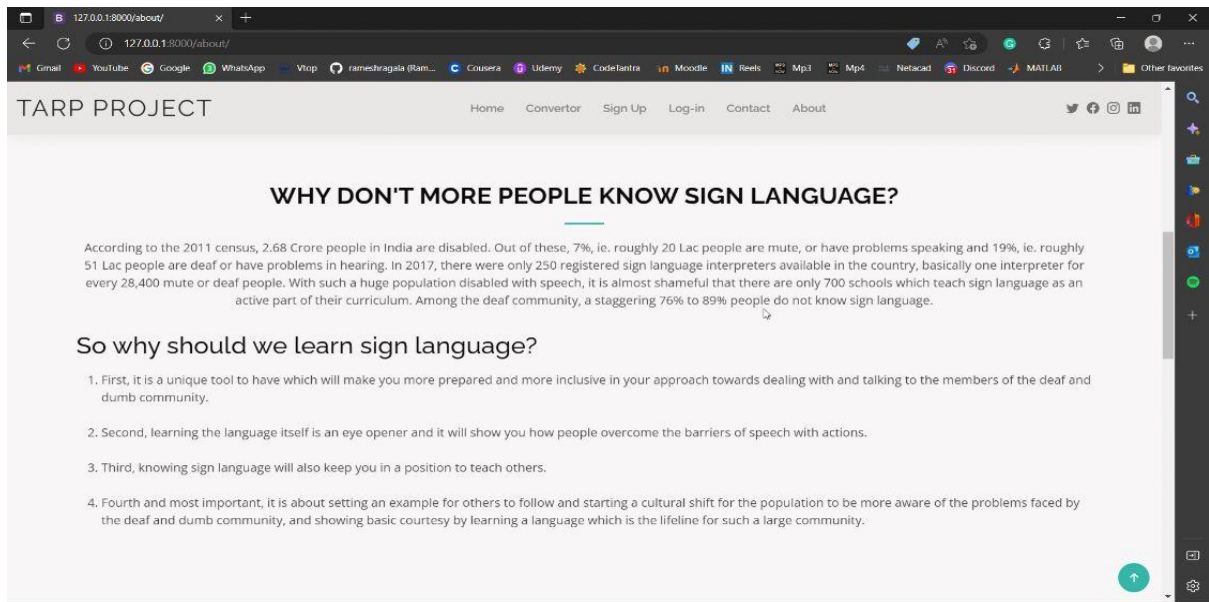 127.0.0.1:8000/about/
127.0.0.1:8000/about/
Gmail YouTube Google WhatsApp Vtop rameshragala (Ram... Cousera Udemy CodeTantra Moodle Reels Mp3 Mp4 Netacad Discord MATLAB Other favorites
TARP PROJECT Home Convertor Sign Up Log-in Contact About
WHY DON'T MORE PEOPLE KNOW SIGN LANGUAGE?
According to the 2011 census, 2.68 Crore people in India are disabled. Out of these, 7%, ie. roughly 20 Lac people are mute, or have problems speaking and 19%, ie. roughly
51 Lac people are deaf or have problems in hearing. In 2017, there were only 250 registered sign language interpreters available in the country, basically one interpreter for
every 28,400 mute or deaf people. With such a huge population disabled with speech, it is almost shameful that there are only 700 schools which teach sign language as an
active part of their curriculum. Among the deaf community, a staggering 76% to 89% people do not know sign language.
So why should we learn sign language?
1. First, it is a unique tool to have which will make you more prepared and more inclusive in your approach towards dealing with and talking to the members of the deaf and
dumb community.
2. Second, learning the language itself is an eye opener and it will show you how people overcome the barriers of speech with actions.
3. Third, knowing sign language will also keep you in a position to teach others.
4. Fourth and most important, it is about setting an example for others to follow and starting a cultural shift for the population to be more aware of the problems faced by
the deaf and dumb community, and showing basic courtesy by learning a language which is the lifeline for such a large community.